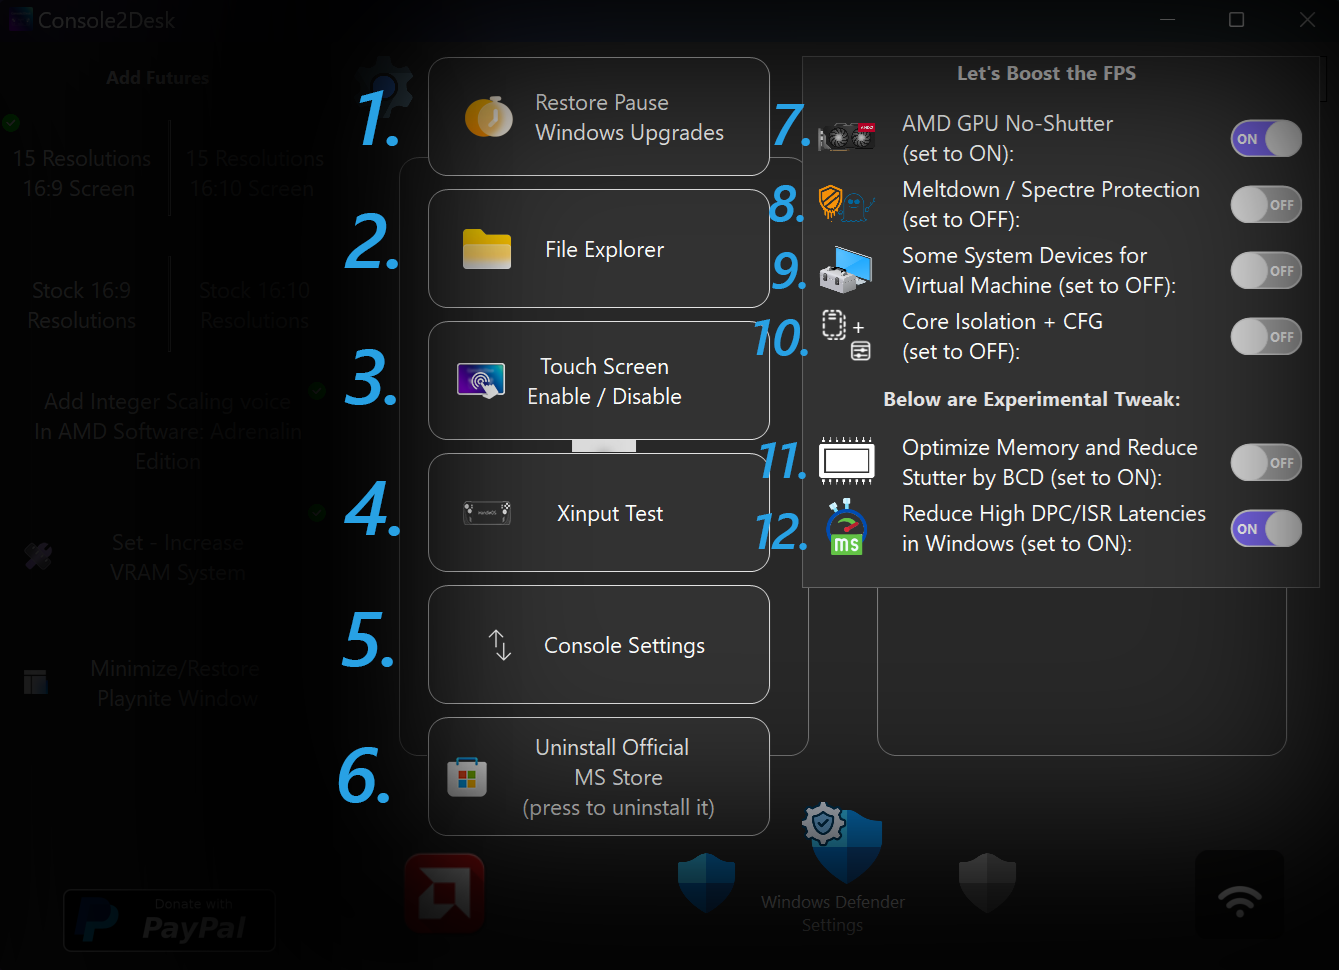 Console2Desk
Add Futures
15 Resolutions
16:9 Screen
15 Resolutions
16:10 Screen
Stock 16:9
Resolutions
Stock 16.10
Resolutions
Add Integer Scaling voice
In AMD Software: Adrenalin
Edition
Set - Increase
VRAM System
Minimize/Restore
Playnite Window
Donate with
PayPal
1.
Restore Pause
Windows Upgrades
2.
File Explorer
3.
Touch Screen
Enable / Disable
4.
Xinput Test
5.
Console Settings
6.
Uninstall Official
MS Store
(press to uninstall it)
Let's Boost the FPS
7.
AMD GPU No-Shutter
(set to ON):
ON
8.
Meltdown / Spectre Protection
(set to OFF):
OFF
9.
Some System Devices for
Virtual Machine (set to OFF):
OFF
10.
Core Isolation + CFG
(set to OFF):
OFF
Below are Experimental Tweak:
11.
Optimize Memory and Reduce
Stutter by BCD (set to ON):
OFF
12.
ms
Reduce High DPC/ISR Latencies
in Windows (set to ON):
ON
Windows Defender
Settings